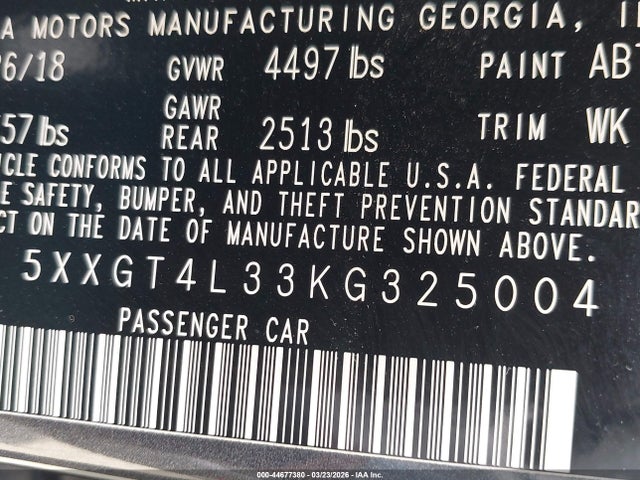 A MOTORS MANUFACTURING GEORGIA, I
6/18 GVWR 4497 lbs PAINT AB
57 lbs GAWR REAR 2513 lbs TRIM WK
ICLE CONFORMS TO ALL APPLICABLE U.S.A. FEDERAL
E SAFETY, BUMPER, AND THEFT PREVENTION STANDAR
CT ON THE DATE OF MANUFACTURE SHOWN ABOVE.
5XXGT4L33KG325004
PASSENGER CAR
000-44677380 - 03/23/2026 - IAA Inc.